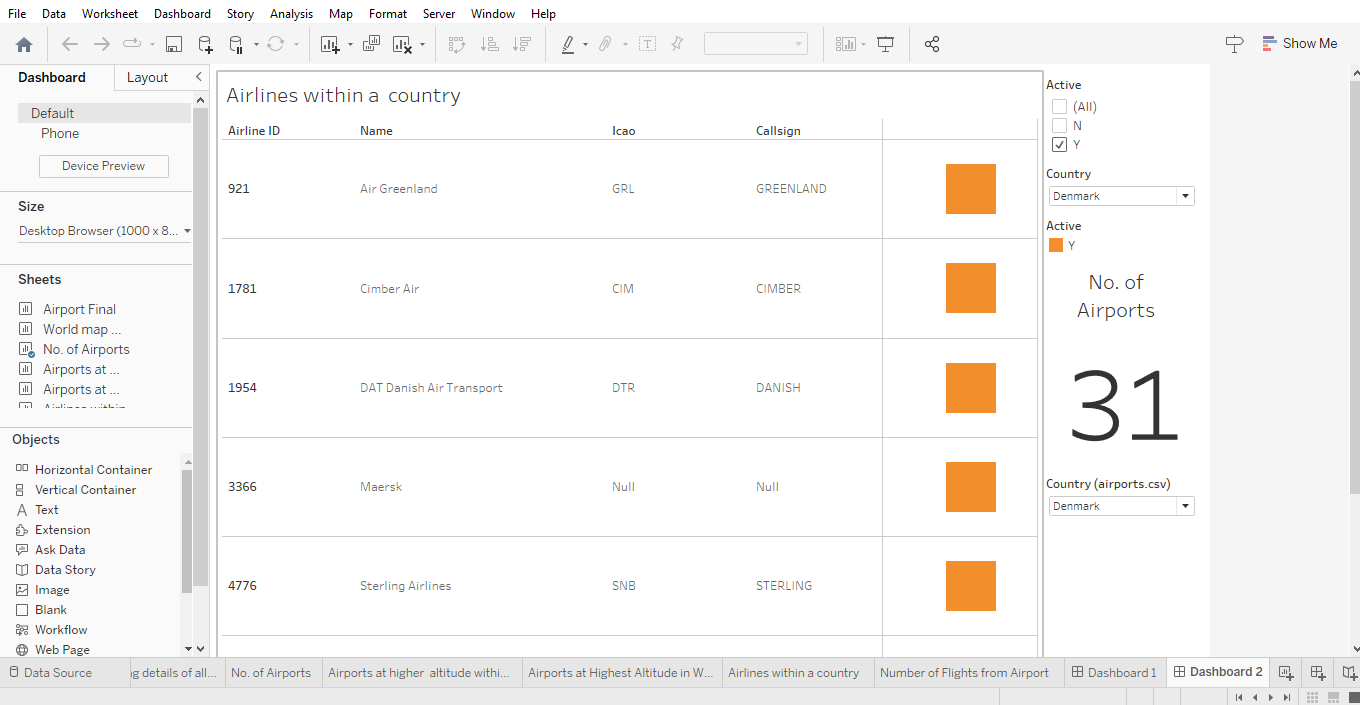 File Data Worksheet Dashboard Story Analysis Map Format Server Window Help
Show Me
Dashboard Layout
Default
Phone
Device Preview
Size
Desktop Browser (1000 x 8...
Sheets
Airport Final
World map ...
No. of Airports
Airports at ...
Airports at ...
Airlines within
Objects
Horizontal Container
Vertical Container
Text
Extension
Ask Data
Data Story
Image
Blank
Workflow
Web Page
Airlines within a country
Airline ID Name Icao Callsign
921 Air Greenland GRL GREENLAND
1781 Cimber Air CIM CIMBER
1954 DAT Danish Air Transport DTR DANISH
3366 Maersk Null Null
4776 Sterling Airlines SNB STERLING
Active
(All)
N
Y
Country
Denmark
Active
Y
No. of
Airports
31
Country (airports.csv)
Denmark
Data Source g details of all... No. of Airports Airports at higher altitude withi... Airports at Highest Altitude in W... Airlines within a country Number of Flights from Airport Dashboard 1 Dashboard 2